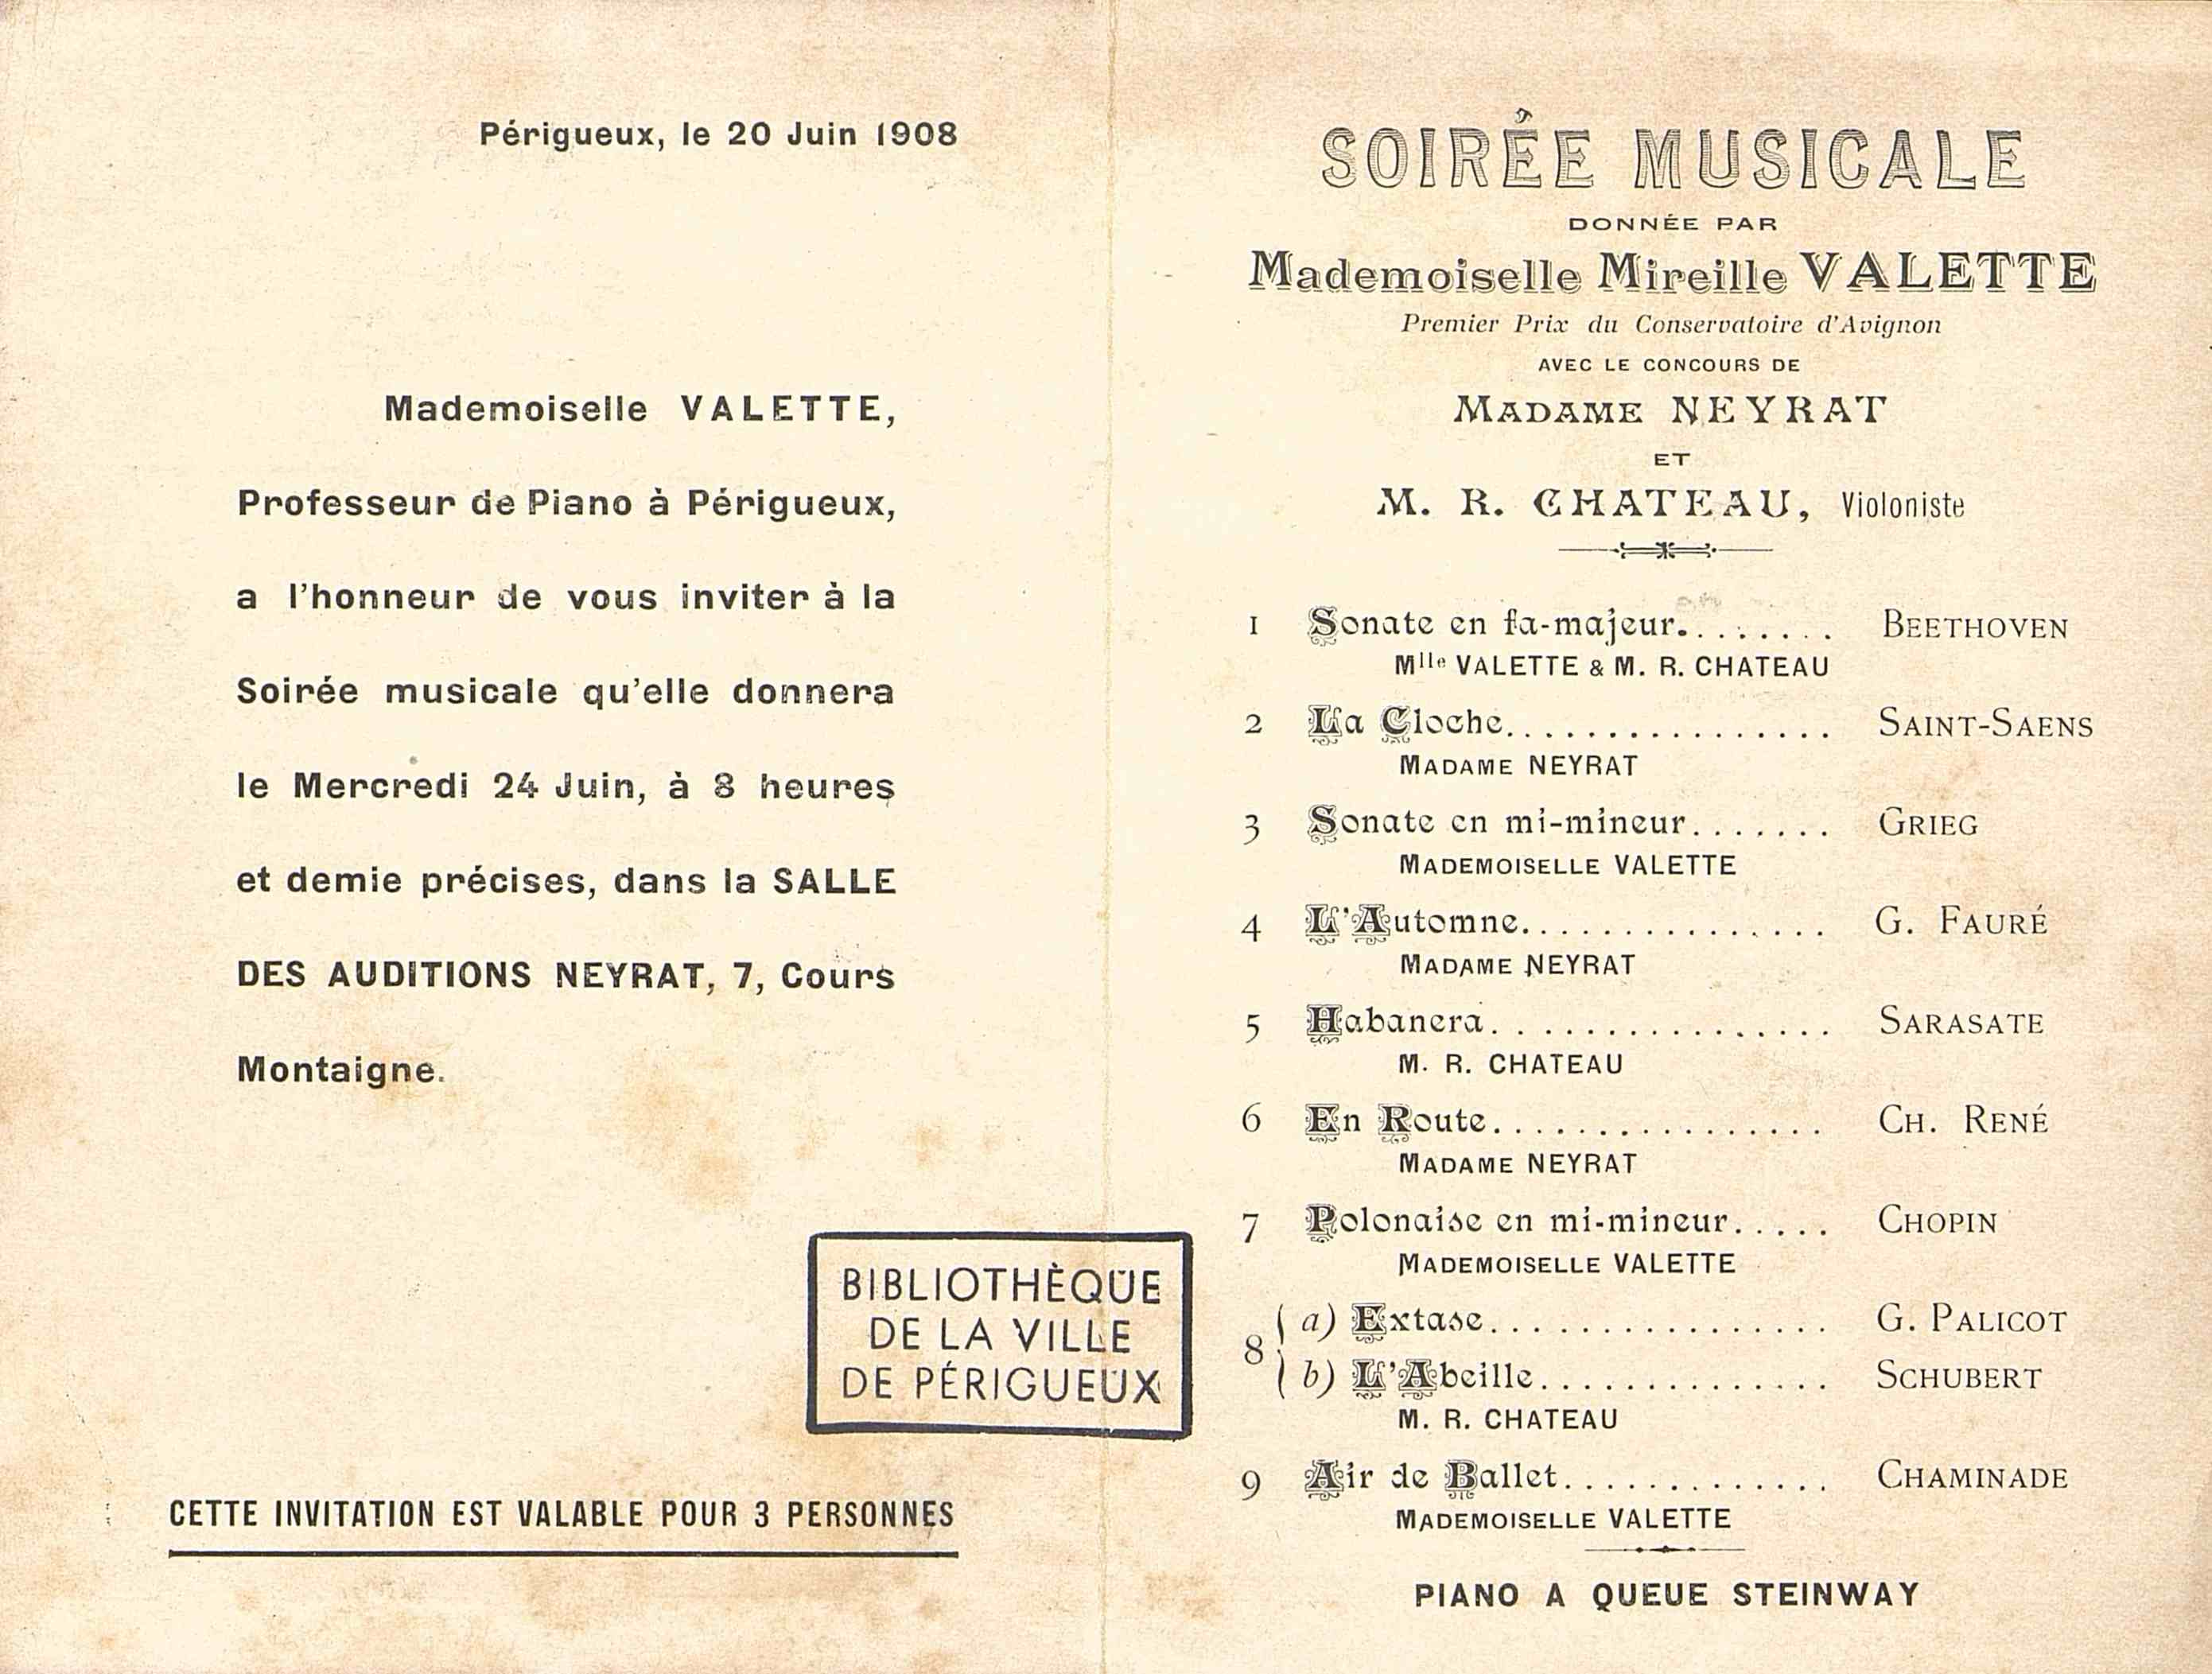 Périgueux, le 20 Juin 1908
Mademoiselle VALETTE,
Professeur de Piano à Périgueux,
a l'honneur de vous inviter à la
Soirée musicale qu'elle donnera
le Mercredi 24 Juin, à 8 heures
et demie précises, dans la SALLE
DES AUDITIONS NEYRAT, 7, Cours
Montaigne.
BIBLIOTHÈQUE
DE LA VILLE
DE PÉRIGUEUX
CETTE INVITATION EST VALABLE POUR 3 PERSONNES
SOIRÉE MUSICALE
DONNÉE PAR
Mademoiselle Mireille VALETTE
Premier Prix du Conservatoire d'Avignon
AVEC LE CONCOURS DE
MADAME NEYRAT
ET
M. R. CHATEAU, Violoniste
1 Sonate en fa-majeur........ BEETHOVEN
Mlle VALETTE & M. R. CHATEAU
2 La Cloche................ SAINT-SAENS
MADAME NEYRAT
3 Sonate en mi-mineur....... GRIEG
MADEMOISELLE VALETTE
4 L'Automne............... G. FAURÉ
MADAME NEYRAT
5 Habanera................ SARASATE
M. R. CHATEAU
6 En Route................ CH. RENÉ
MADAME NEYRAT
7 Polonaise en mi-mineur..... CHOPIN
MADEMOISELLE VALETTE
8 a) Extase................. G. PALICOT
b) L'Abeille............... SCHUBERT
M. R. CHATEAU
9 Air de Ballet............. CHAMINADE
MADEMOISELLE VALETTE
PIANO A QUEUE STEINWAY